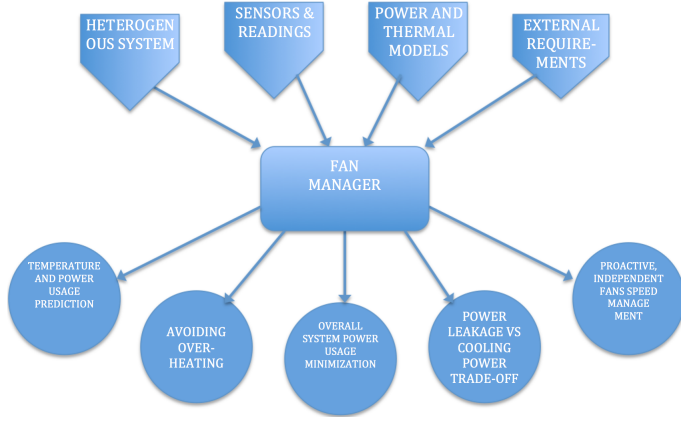 HETEROGEN
OUS SYSTEM
SENSORS &
READINGS
POWER AND
THERMAL
MODELS
EXTERNAL
REQUIRE-
MENTS
FAN
MANAGER
TEMPERATURE
AND POWER
USAGE
PREDICTION
AVOIDING
OVER-
HEATING
OVERALL
SYSTEM POWER
USAGE
MINIMIZATION
POWER
LEAKAGE VS
COOLING
POWER
TRADE-OFF
PROACTIVE,
INDEPENDENT
FANS SPEED
MANAGE
MENT